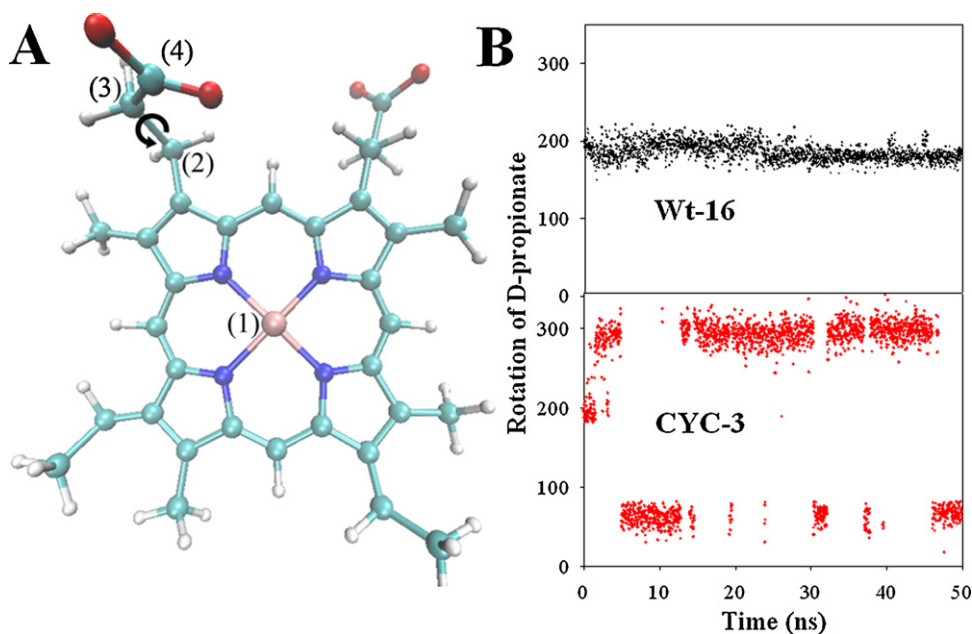 A
(4)
(3)
(2)
(1)
B
Rotation of D-propionate
300
200
100
0
Wt-16
300
200
100
0
CYC-3
0 10 20 30 40 50
Time (ns)